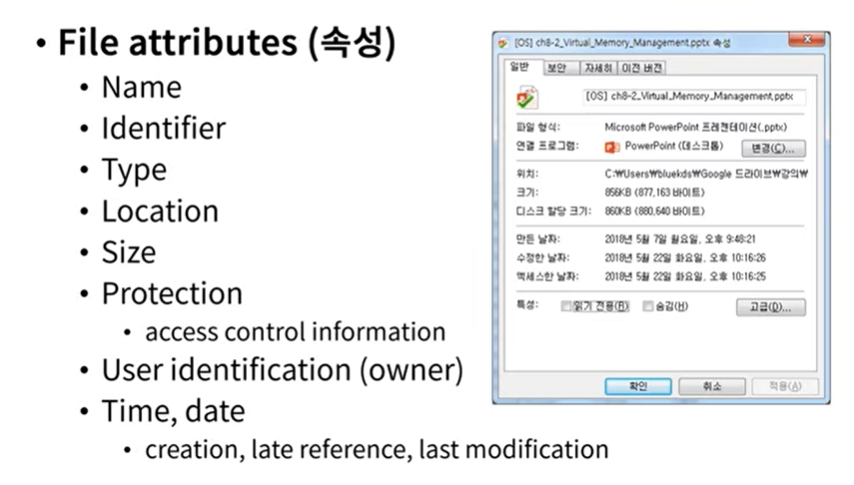 • File attributes (속성)
• Name
• Identifier
• Type
• Location
• Size
• Protection
• access control information
• User identification (owner)
• Time, date
• creation, late reference, last modification
[OS] ch8-2_Virtual_Memory_Management.pptx 속성
일반 보안 자세히 이전 버전
[OS] ch8-2_Virtual_Memory_Management.pptx
파일 형식: Microsoft PowerPoint 프레젠테이션(.pptx)
연결 프로그램: PowerPoint (데스크톱) 변경(C)...
위치: C:₩Users₩bluekds₩Google 드라이브₩강의₩
크기: 856KB (877,163 바이트)
디스크 할당 크기: 860KB (880,640 바이트)
만든 날짜: 2018년 5월 7일 월요일, 오후 9:48:21
수정한 날짜: 2018년 5월 22일 화요일, 오후 10:16:26
액세스한 날짜: 2018년 5월 22일 화요일, 오후 10:16:25
특성: 읽기 전용(R) 숨김(H) 고급(D)...
확인 취소 적용(A)